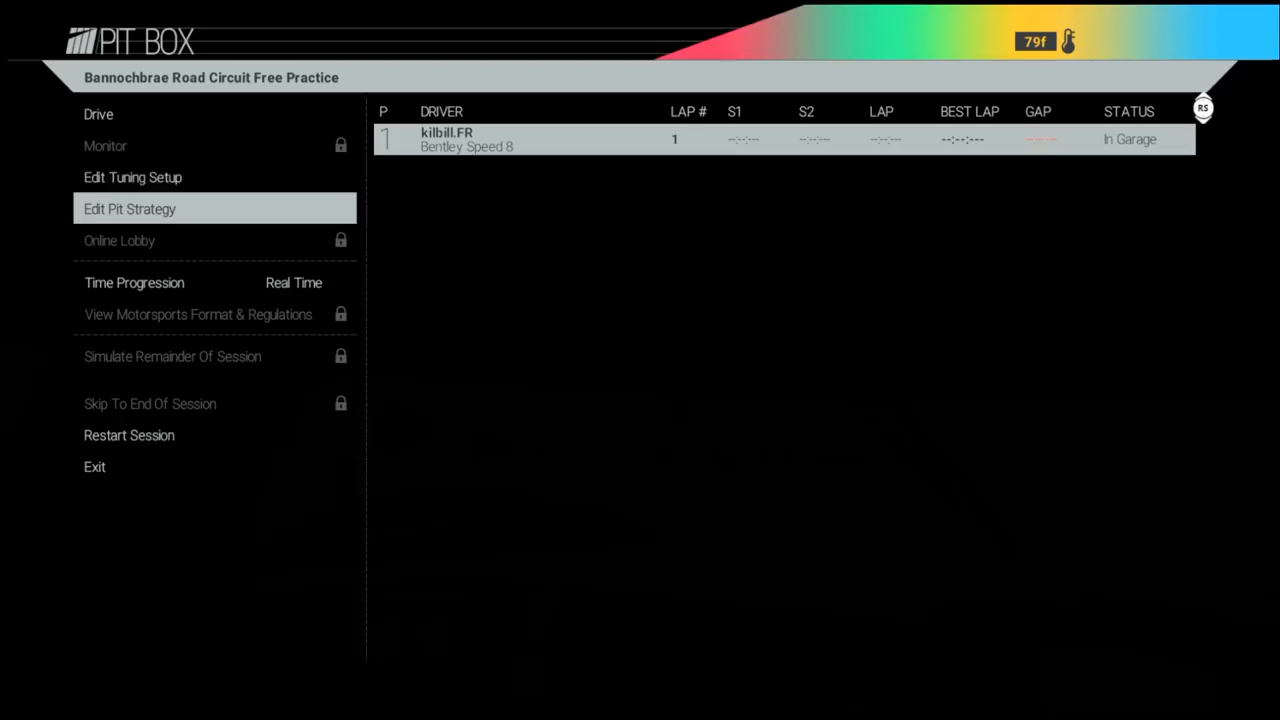 PIT BOX
79f
Bannochbrae Road Circuit Free Practice
Drive
Monitor
Edit Tuning Setup
Edit Pit Strategy
Online Lobby
Time Progression Real Time
View Motorsports Format & Regulations
Simulate Remainder Of Session
Skip To End Of Session
Restart Session
Exit
P DRIVER LAP # S1 S2 LAP BEST LAP GAP STATUS
RS
1 kilbill.FR 1 --:--:--- --:--:--- --:--:--- --:--:--- --:--:--- In Garage
Bentley Speed 8